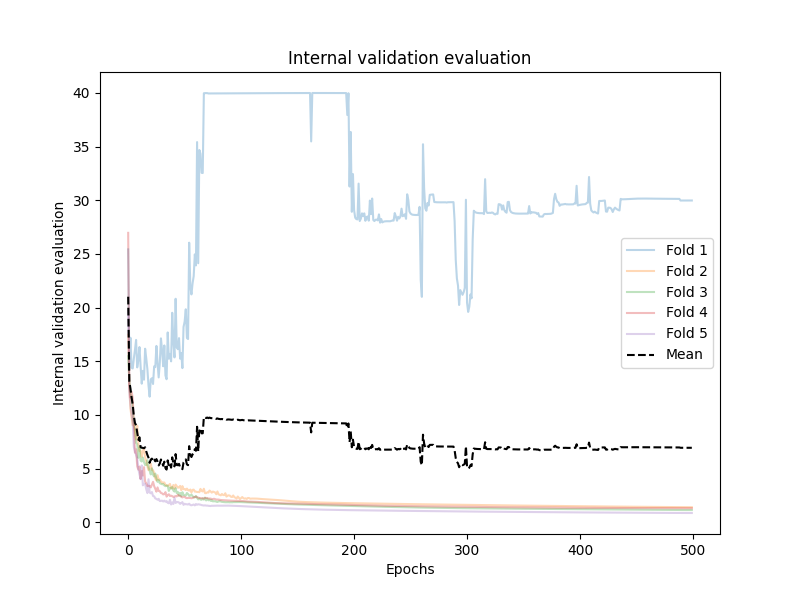 Internal validation evaluation
Internal validation evaluation
40
35
30
25
20
15
10
5
0
Fold 1
Fold 2
Fold 3
Fold 4
Fold 5
Mean
0 100 200 300 400 500
Epochs